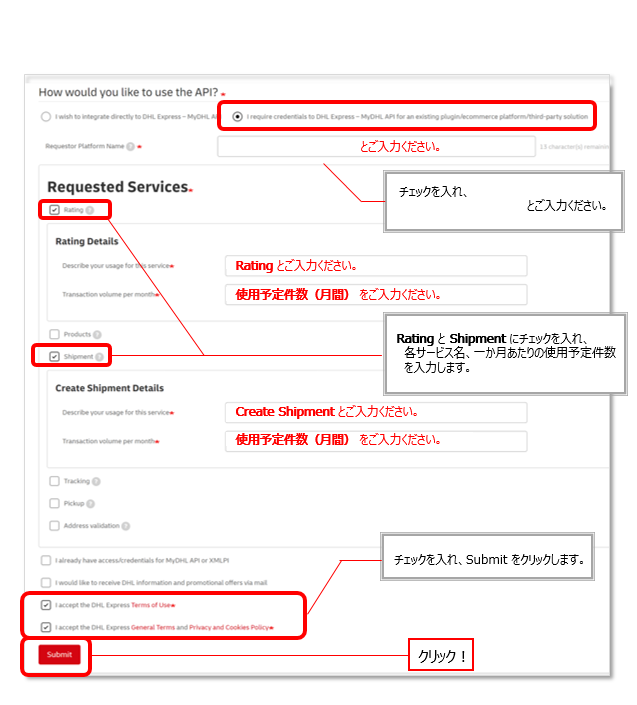 How would you like to use the API? *
I wish to integrate directly to DHL Express – MyDHL API
I require credentials to DHL Express – MyDHL API for an existing plugin/ecommerce platform/third-party solution
Requestor Platform Name ? *
とご入力ください。
13 character(s) remaining
チェックを入れ、
とご入力ください。
Requested Services*
Rating ?
Rating Details
Describe your usage for this service*
Rating とご入力ください。
Transaction volume per month*
使用予定件数（月間） をご入力ください。
Products ?
Shipment ?
Rating と Shipment にチェックを入れ、
各サービス名、一か月あたりの使用予定件数
を入力します。
Create Shipment Details
Describe your usage for this service*
Create Shipment とご入力ください。
Transaction volume per month*
使用予定件数（月間） をご入力ください。
Tracking ?
Pickup ?
Address validation ?
I already have access/credentials for MyDHL API or XMLPI
チェックを入れ、Submit をクリックします。
I would like to receive DHL information and promotional offers via mail
I accept the DHL Express Terms of Use*
I accept the DHL Express General Terms and Privacy and Cookies Policy*
Submit
クリック！